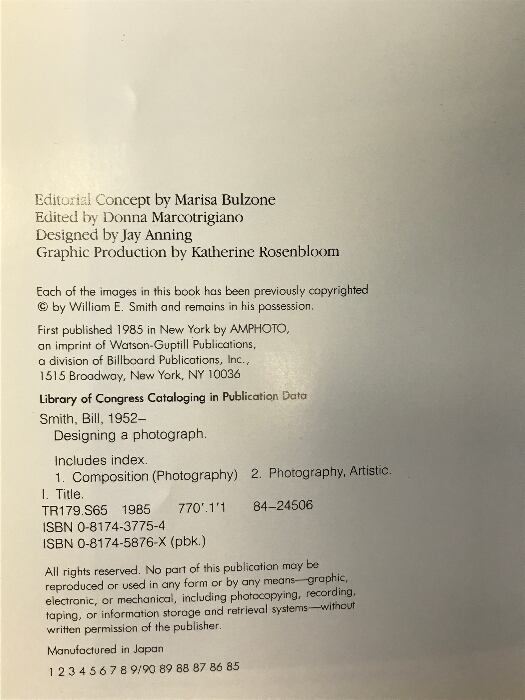 Editorial Concept by Marisa Bulzone
Edited by Donna Marcotrigiano
Designed by Jay Anning
Graphic Production by Katherine Rosenbloom
Each of the images in this book has been previously copyrighted
© by William E. Smith and remains in his possession.
First published 1985 in New York by AMPHOTO,
an imprint of Watson-Guptill Publications,
a division of Billboard Publications, Inc.,
1515 Broadway, New York, NY 10036
Library of Congress Cataloging in Publication Data
Smith, Bill, 1952–
Designing a photograph.
Includes index.
1. Composition (Photography) 2. Photography, Artistic.
I. Title.
TR179.S65 1985 770'.1'1 84-24506
ISBN 0-8174-3775-4
ISBN 0-8174-5876-X (pbk.)
All rights reserved. No part of this publication may be
reproduced or used in any form or by any means—graphic,
electronic, or mechanical, including photocopying, recording,
taping, or information storage and retrieval systems—without
written permission of the publisher.
Manufactured in Japan
1 2 3 4 5 6 7 8 9/90 89 88 87 86 85